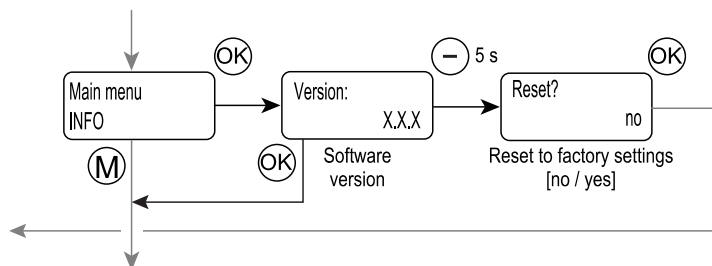 OK
− 5 s
OK
Main menu
INFO
Version:
X.X.X
Reset?
no
M
OK
Software
version
Reset to factory settings
[no / yes]